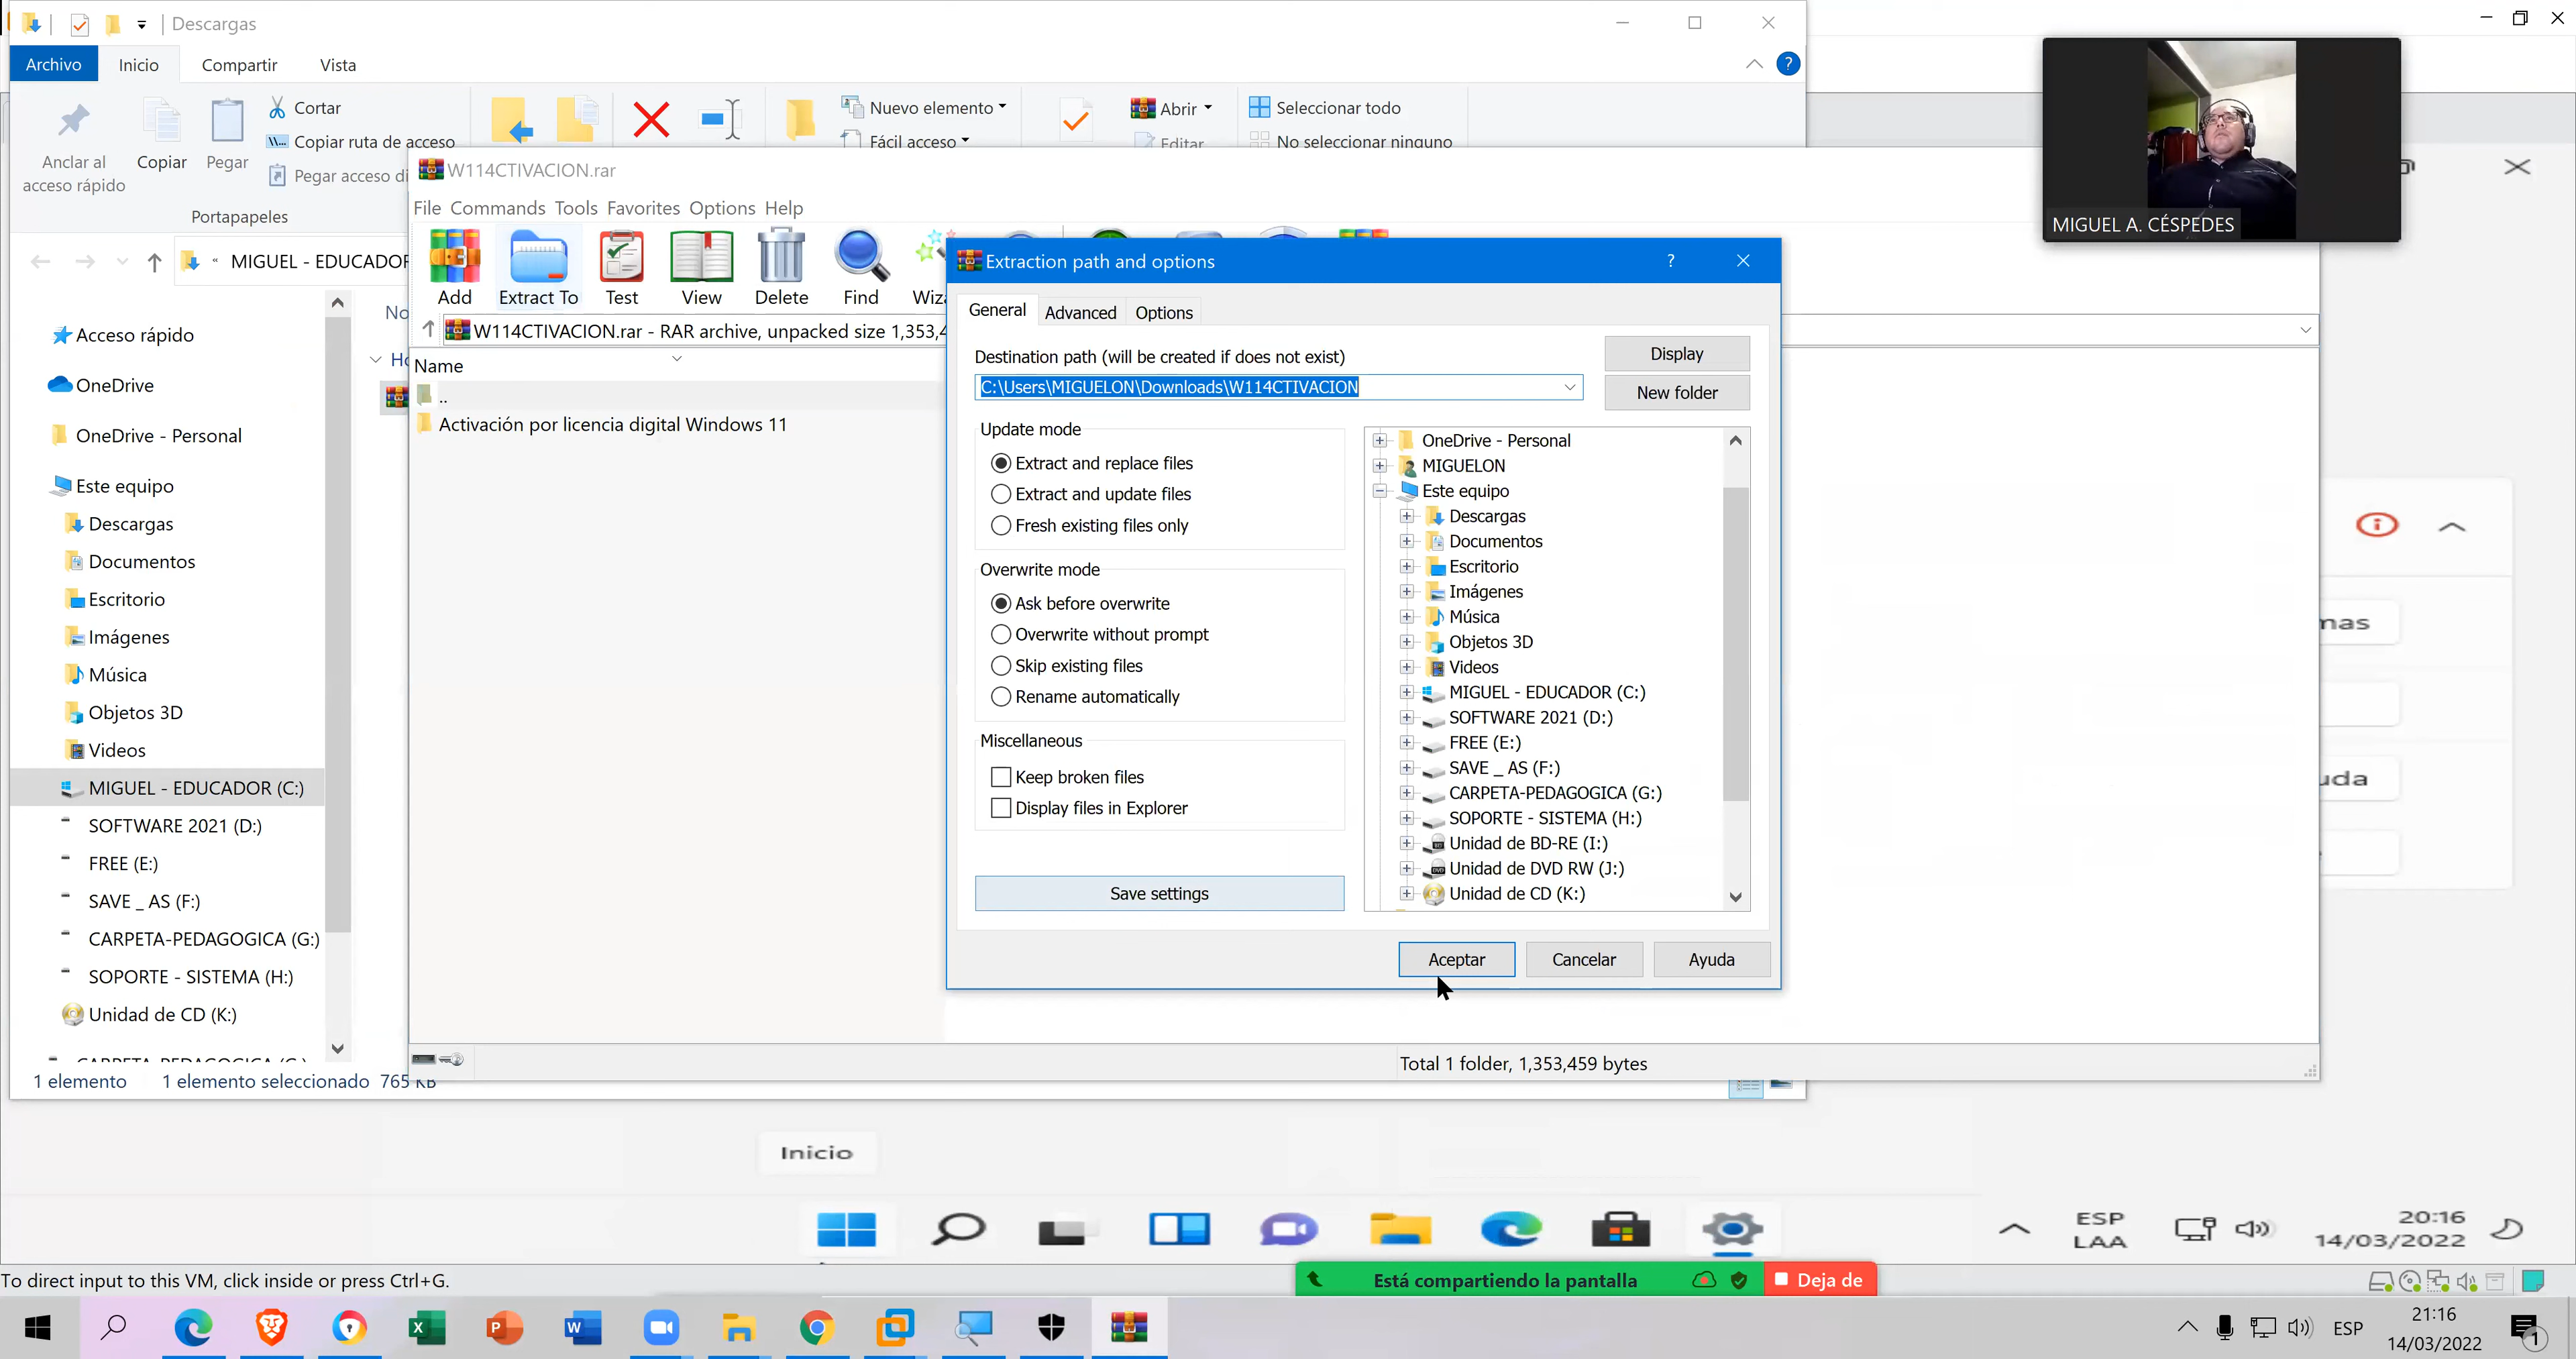 Descargas
Archivo Inicio Compartir Vista
Anclar al acceso rápido
Copiar
Pegar
Cortar
Copiar ruta de acceso
Pegar acceso di
Portapapeles
Nuevo elemento
Fácil acceso
Abrir
Editar
Seleccionar todo
No seleccionar ninguno
MIGUEL A. CÉSPEDES
MIGUEL - EDUCADOR
W114CTIVACION.rar
File Commands Tools Favorites Options Help
Add Extract To Test View Delete Find Wiza
W114CTIVACION.rar - RAR archive, unpacked size 1,353,4
Name
..
Activación por licencia digital Windows 11
No
Ho
Acceso rápido
OneDrive
OneDrive - Personal
Este equipo
Descargas
Documentos
Escritorio
Imágenes
Música
Objetos 3D
Videos
MIGUEL - EDUCADOR (C:)
SOFTWARE 2021 (D:)
FREE (E:)
SAVE _ AS (F:)
CARPETA-PEDAGOGICA (G:)
SOPORTE - SISTEMA (H:)
Unidad de CD (K:)
CARPETA-PEDAGOGICA (G:)
1 elemento 1 elemento seleccionado 765 KB
Extraction path and options
?
General Advanced Options
Destination path (will be created if does not exist)
C:\Users\MIGUELON\Downloads\W114CTIVACION
Display
New folder
Update mode
Extract and replace files
Extract and update files
Fresh existing files only
Overwrite mode
Ask before overwrite
Overwrite without prompt
Skip existing files
Rename automatically
Miscellaneous
Keep broken files
Display files in Explorer
Save settings
OneDrive - Personal
MIGUELON
Este equipo
Descargas
Documentos
Escritorio
Imágenes
Música
Objetos 3D
Videos
MIGUEL - EDUCADOR (C:)
SOFTWARE 2021 (D:)
FREE (E:)
SAVE _ AS (F:)
CARPETA-PEDAGOGICA (G:)
SOPORTE - SISTEMA (H:)
Unidad de BD-RE (I:)
Unidad de DVD RW (J:)
Unidad de CD (K:)
Aceptar Cancelar Ayuda
Total 1 folder, 1,353,459 bytes
mas
uda
Inicio
ESP
LAA
20:16
14/03/2022
To direct input to this VM, click inside or press Ctrl+G.
Está compartiendo la pantalla
Deja de
ESP
21:16
14/03/2022
1